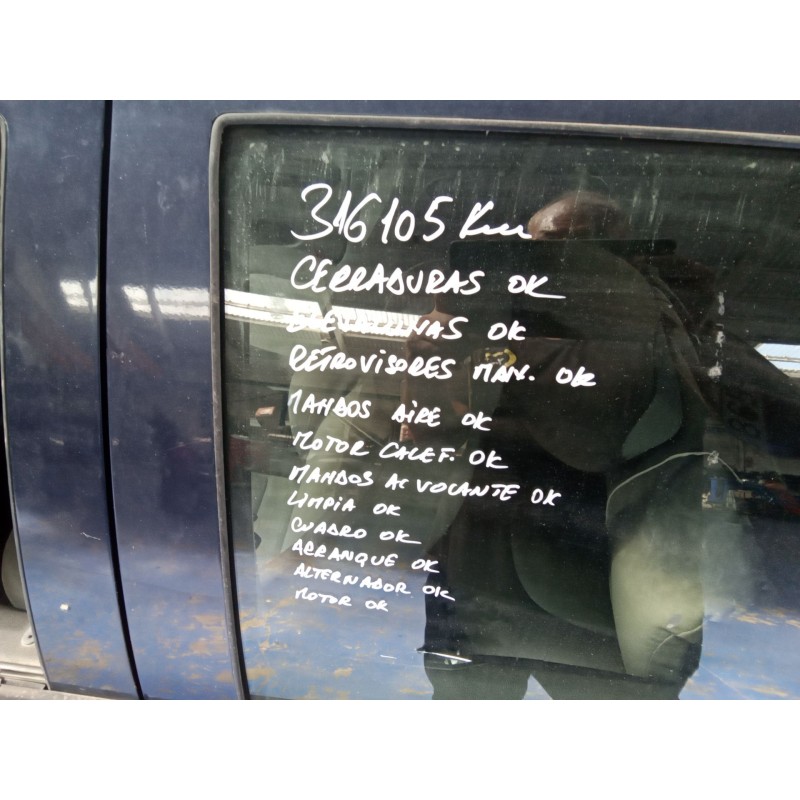 316105 Km
CERRADURAS OK
ELEVALUNAS OK
RETROVISORES MAN. OK
MANDOS AIRE OK
MOTOR CALEF. OK
MANDOS AL VOLANTE OK
LIMPIA OK
CUADRO OK
ARRANQUE OK
ALTERNADOR OK
MOTOR OK